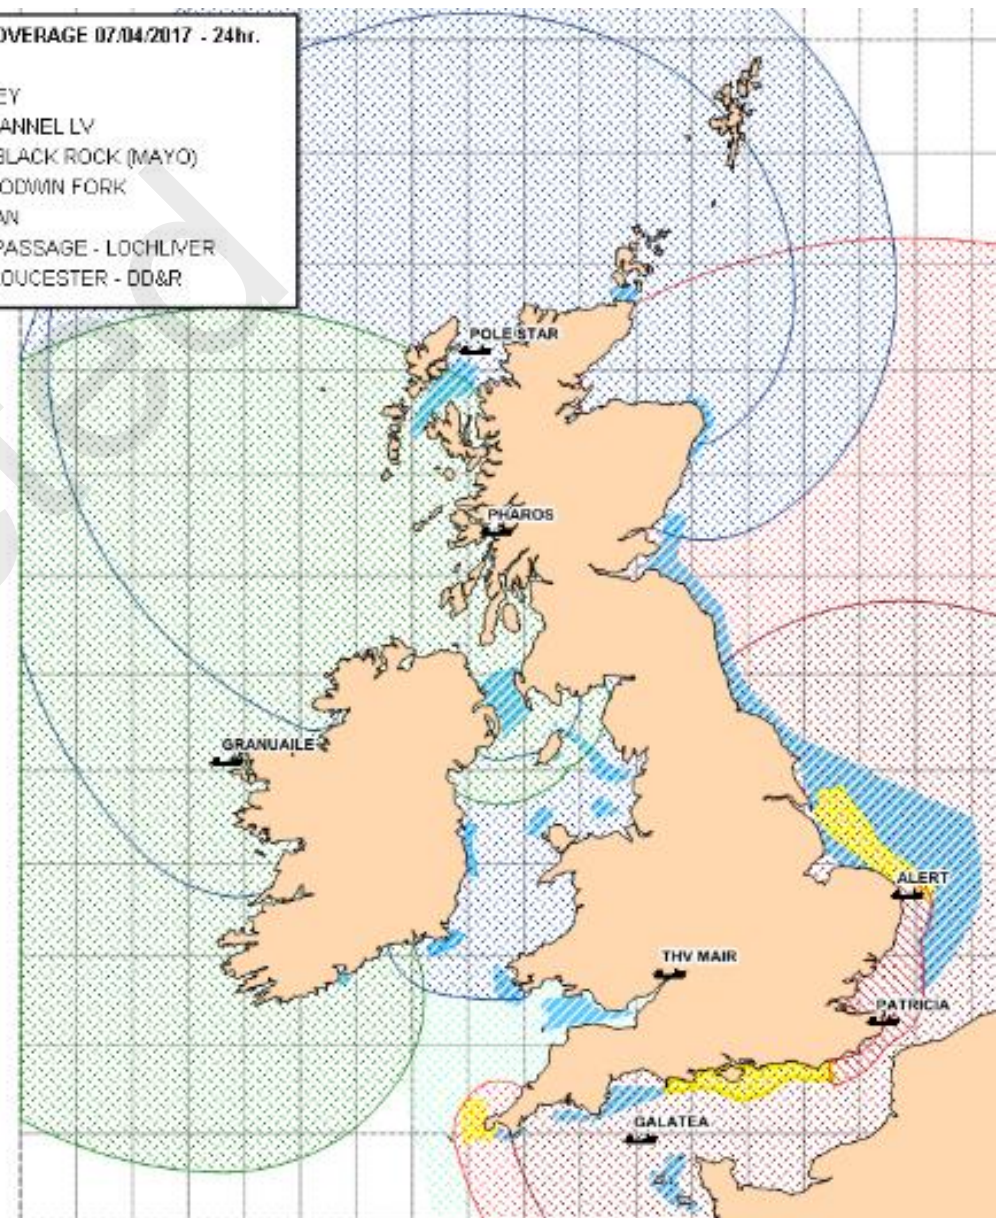 OVERAGE 07/04/2017 - 24hr.
EY
ANNEL LV
BLACK ROCK (MAYO)
ODWIN FORK
AN
PASSAGE - LOCHLIVER
OUCESTER - DD&R
POLE STAR
PHAROS
GRANUAILE
ALERT
THV MAIR
PATRICIA
GALATEA